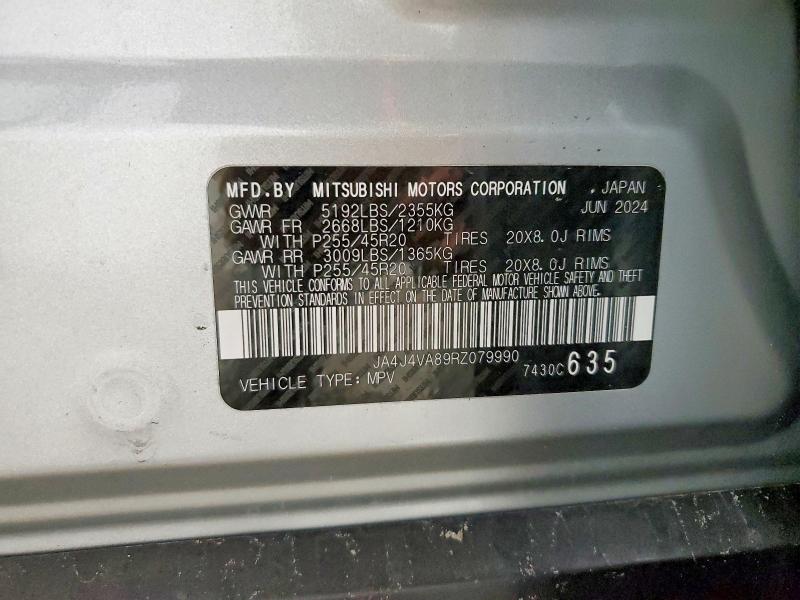 MFD.BY MITSUBISHI MOTORS CORPORATION , JAPAN
GVWR 5192LBS/2355KG JUN 2024
GAWR FR 2668LBS/1210KG
WITH P255/45R20 TIRES 20X8.0J RIMS
GAWR RR 3009LBS/1365KG
WITH P255/45R20 TIRES 20X8.0J RIMS
THIS VEHICLE CONFORMS TO ALL APPLICABLE FEDERAL MOTOR VEHICLE SAFETY AND THEFT
PREVENTION STANDARDS IN EFFECT ON THE DATE OF MANUFACTURE SHOWN ABOVE.
JA4J4VA89RZ079990
VEHICLE TYPE: MPV 7430C635